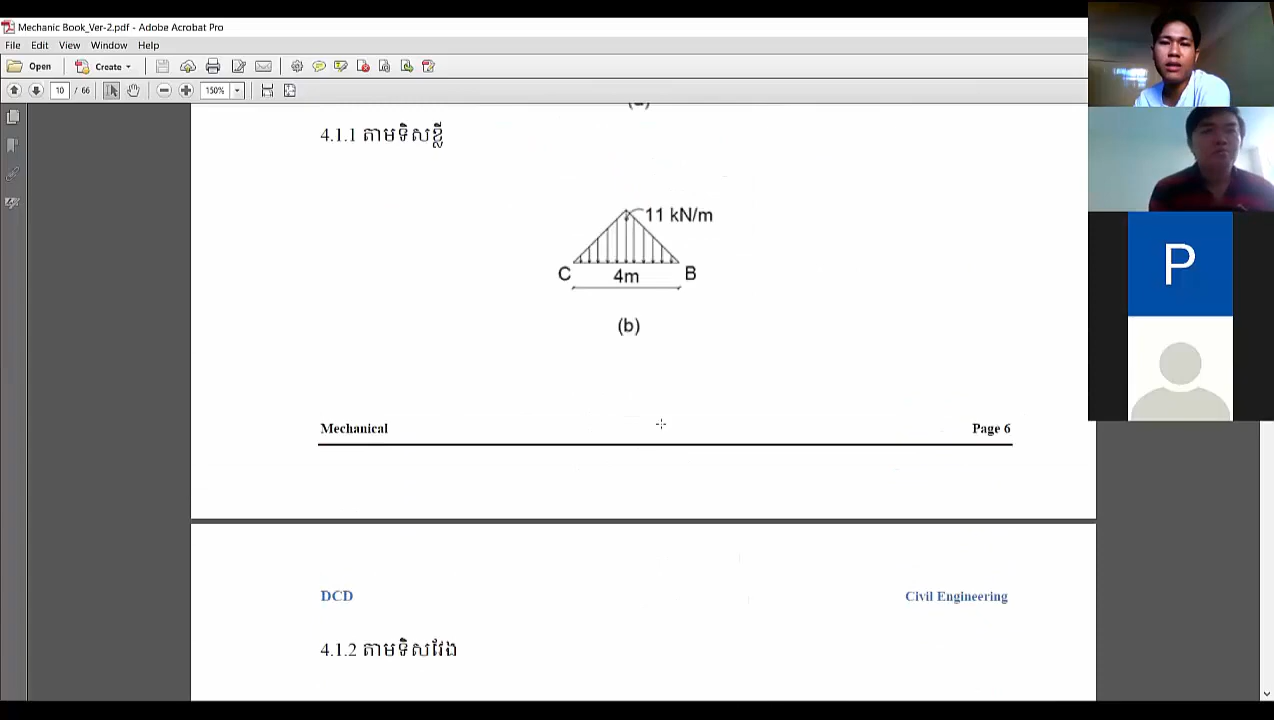 Mechanic Book_Ver-2.pdf - Adobe Acrobat Pro
File Edit View Window Help
Open Create
10 / 66 150%
4.1.1 តាមទិសខ្លី
11 kN/m
C 4m B
(b)
Mechanical Page 6
DCD Civil Engineering
4.1.2 តាមទិសវែង
P